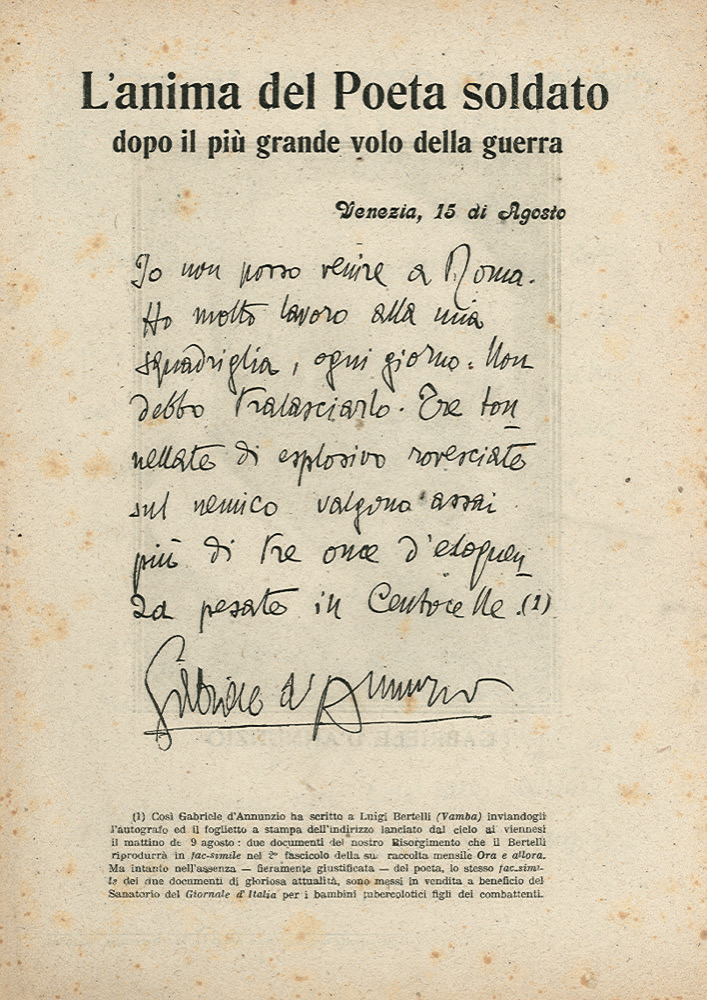 L'anima del Poeta soldato
dopo il più grande volo della guerra
Venezia, 15 di Agosto
Io non posso venire a Roma.
Ho molto lavoro alla mia
squadriglia, ogni giorno. Non
debbo tralasciarlo. Tre ton
nellate di esplosivo rovesciate
sul nemico valgono assai
più di tre once d'eloquen
za pesate in Centocelle.(1)
Gabriele d'Annunzio
(1) Così Gabriele d'Annunzio ha scritto a Luigi Bertelli (Vamba) inviandogli
l'autografo ed il foglietto a stampa dell'indirizzo lanciato dal cielo ai viennesi
il mattino de 9 agosto: due documenti del nostro Risorgimento che il Bertelli
riprodurrà in fac-simile nel 2° fascicolo della su raccolta mensile Ora e allora.
Ma intanto nell'assenza — fieramente giustificata — del poeta, lo stesso fac-simi-
le dei due documenti di gloriosa attualità, sono messi in vendita a beneficio del
Sanatorio del Giornale d'Italia per i bambini tubercolotici figli dei combattenti.